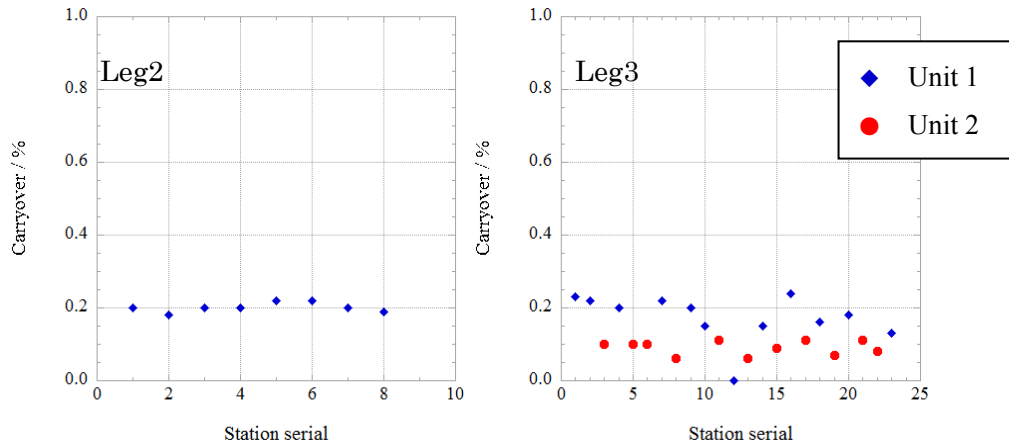 1.0
0.8
0.6
0.4
0.2
0.0
Carryover / %
Leg2
0 2 4 6 8 10
Station serial
1.0
0.8
0.6
0.4
0.2
0.0
Carryover / %
Leg3
0 5 10 15 20 25
Station serial
Unit 1
Unit 2